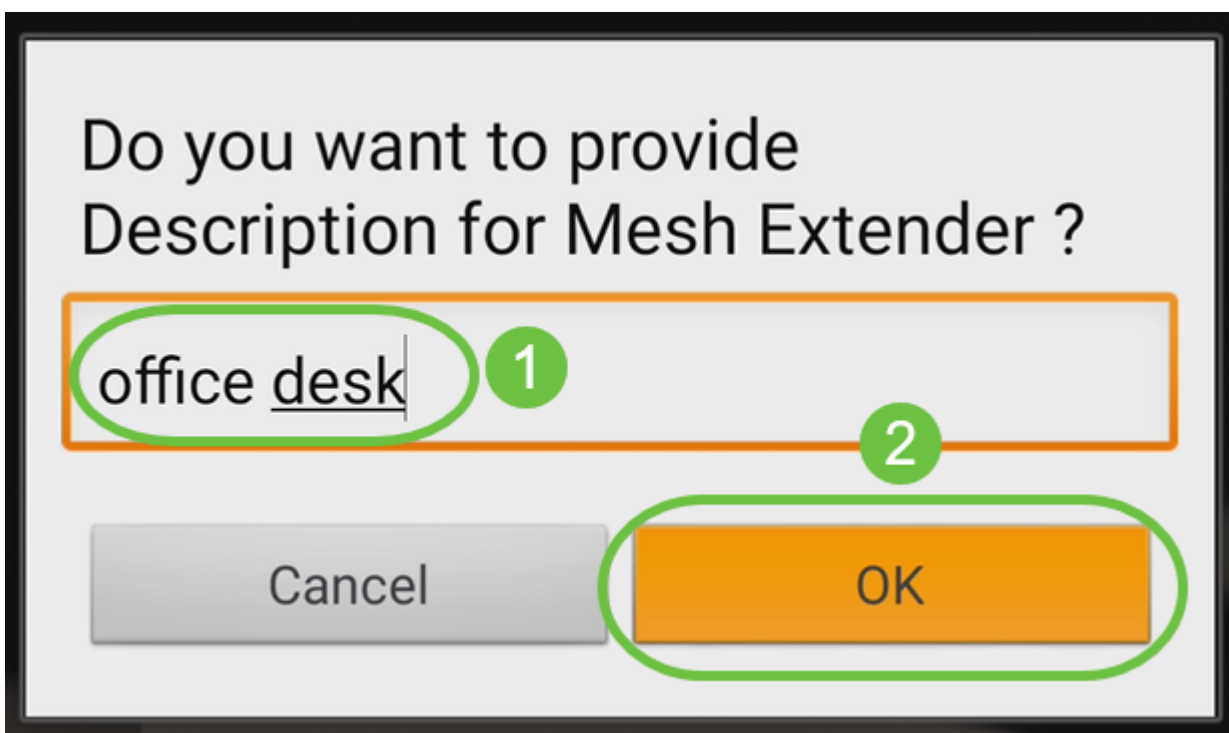 Do you want to provide
Description for Mesh Extender ?
office desk
1
2
Cancel
OK